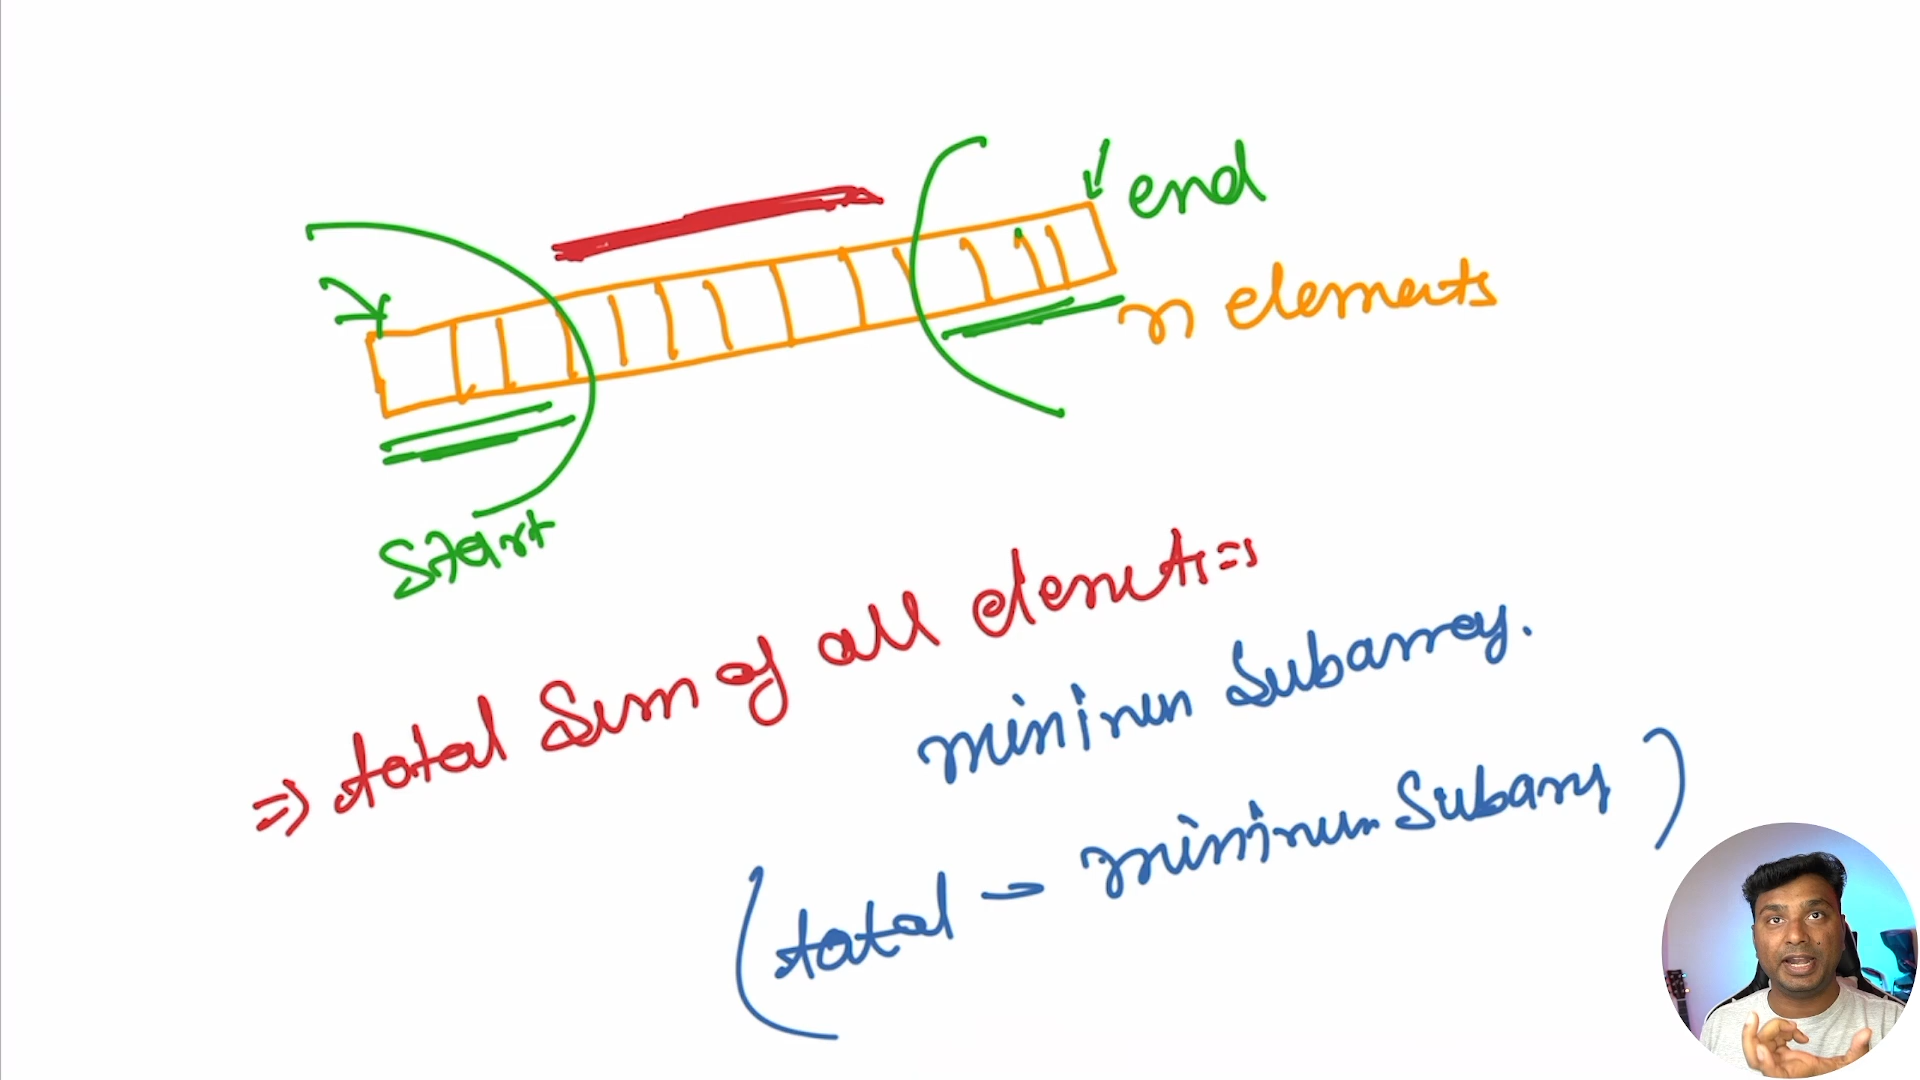 end
n elements
Start
=> total Sum of all elements =>
minimum Subarray.
(total - minimum Subarray)